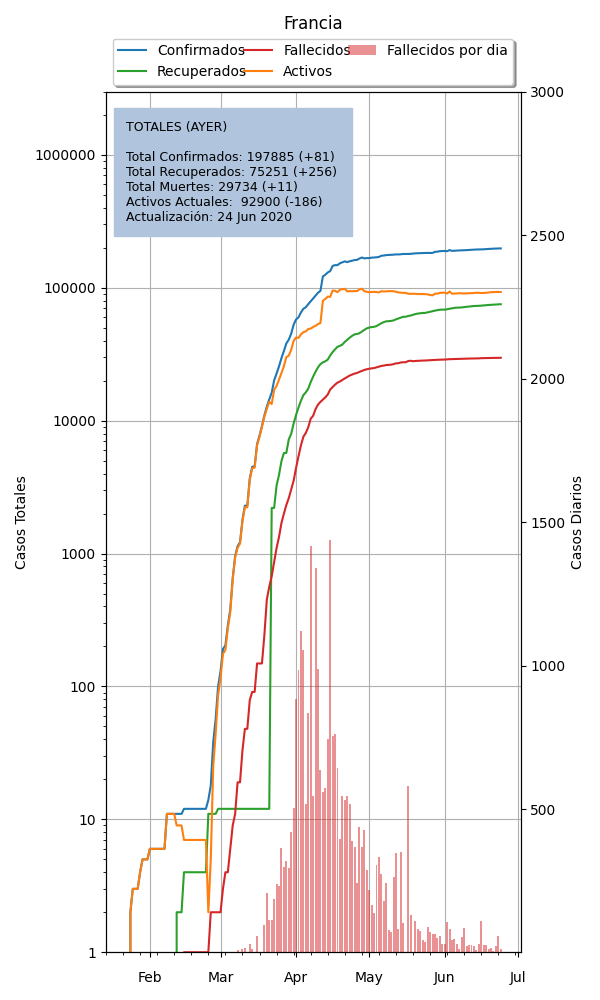 Francia
Confirmados Fallecidos Fallecidos por dia
Recuperados Activos
TOTALES (AYER)
Total Confirmados: 197885 (+81)
Total Recuperados: 75251 (+256)
Total Muertes: 29734 (+11)
Activos Actuales:  92900 (-186)
Actualización: 24 Jun 2020
Casos Totales
1000000
100000
10000
1000
100
10
1
Casos Diarios
3000
2500
2000
1500
1000
500
Feb Mar Apr May Jun Jul